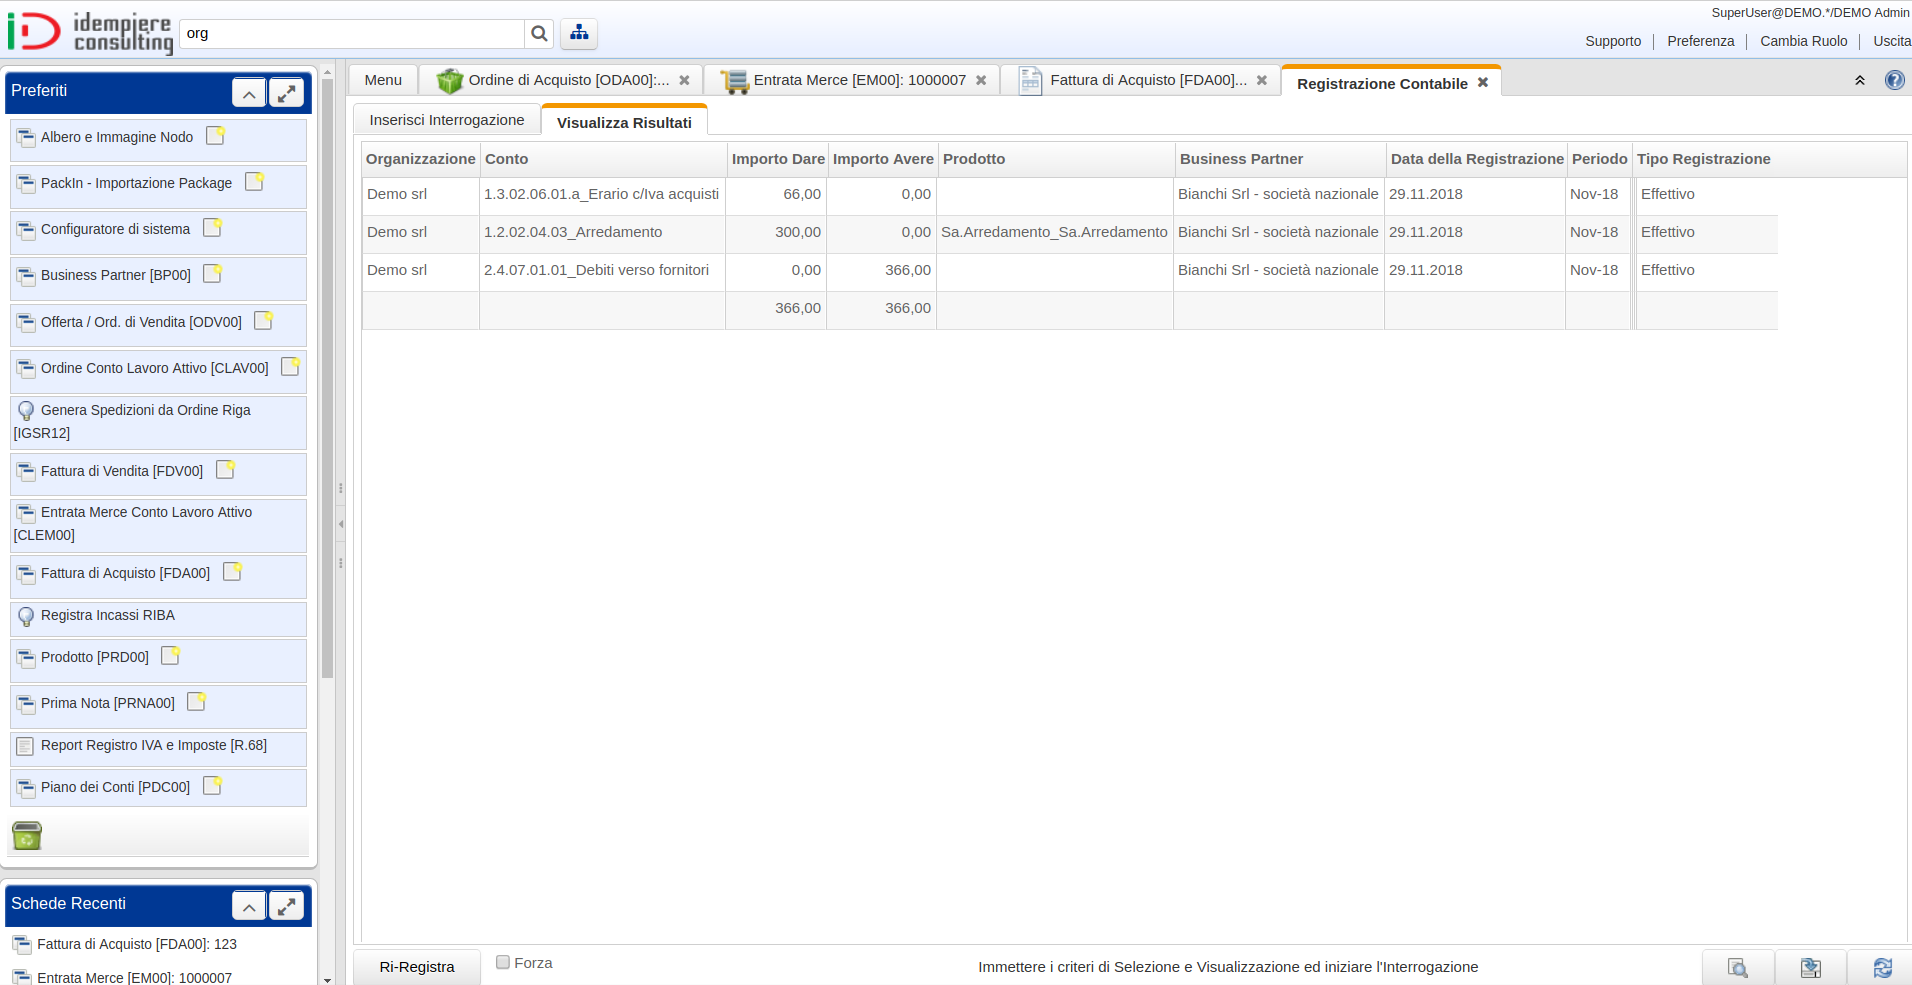 idempiere
consulting
org
SuperUser@DEMO.*/DEMO Admin
Supporto
Preferenza
Cambia Ruolo
Uscita
Preferiti
Albero e Immagine Nodo
PackIn - Importazione Package
Configuratore di sistema
Business Partner [BP00]
Offerta / Ord. di Vendita [ODV00]
Ordine Conto Lavoro Attivo [CLAV00]
Genera Spedizioni da Ordine Riga
[IGSR12]
Fattura di Vendita [FDV00]
Entrata Merce Conto Lavoro Attivo
[CLEM00]
Fattura di Acquisto [FDA00]
Registra Incassi RIBA
Prodotto [PRD00]
Prima Nota [PRNA00]
Report Registro IVA e Imposte [R.68]
Piano dei Conti [PDC00]
Schede Recenti
Fattura di Acquisto [FDA00]: 123
Entrata Merce [EM00]: 1000007
Menu
Ordine di Acquisto [ODA00]:...
Entrata Merce [EM00]: 1000007
Fattura di Acquisto [FDA00]...
Registrazione Contabile
Inserisci Interrogazione
Visualizza Risultati
Organizzazione Conto Importo Dare Importo Avere Prodotto Business Partner Data della Registrazione Periodo Tipo Registrazione
Demo srl 1.3.02.06.01.a_Erario c/Iva acquisti 66,00 0,00 Bianchi Srl - società nazionale 29.11.2018 Nov-18 Effettivo
Demo srl 1.2.02.04.03_Arredamento 300,00 0,00 Sa.Arredamento_Sa.Arredamento Bianchi Srl - società nazionale 29.11.2018 Nov-18 Effettivo
Demo srl 2.4.07.01.01_Debiti verso fornitori 0,00 366,00 Bianchi Srl - società nazionale 29.11.2018 Nov-18 Effettivo
366,00 366,00
Ri-Registra
Forza
Immettere i criteri di Selezione e Visualizzazione ed iniziare l'Interrogazione